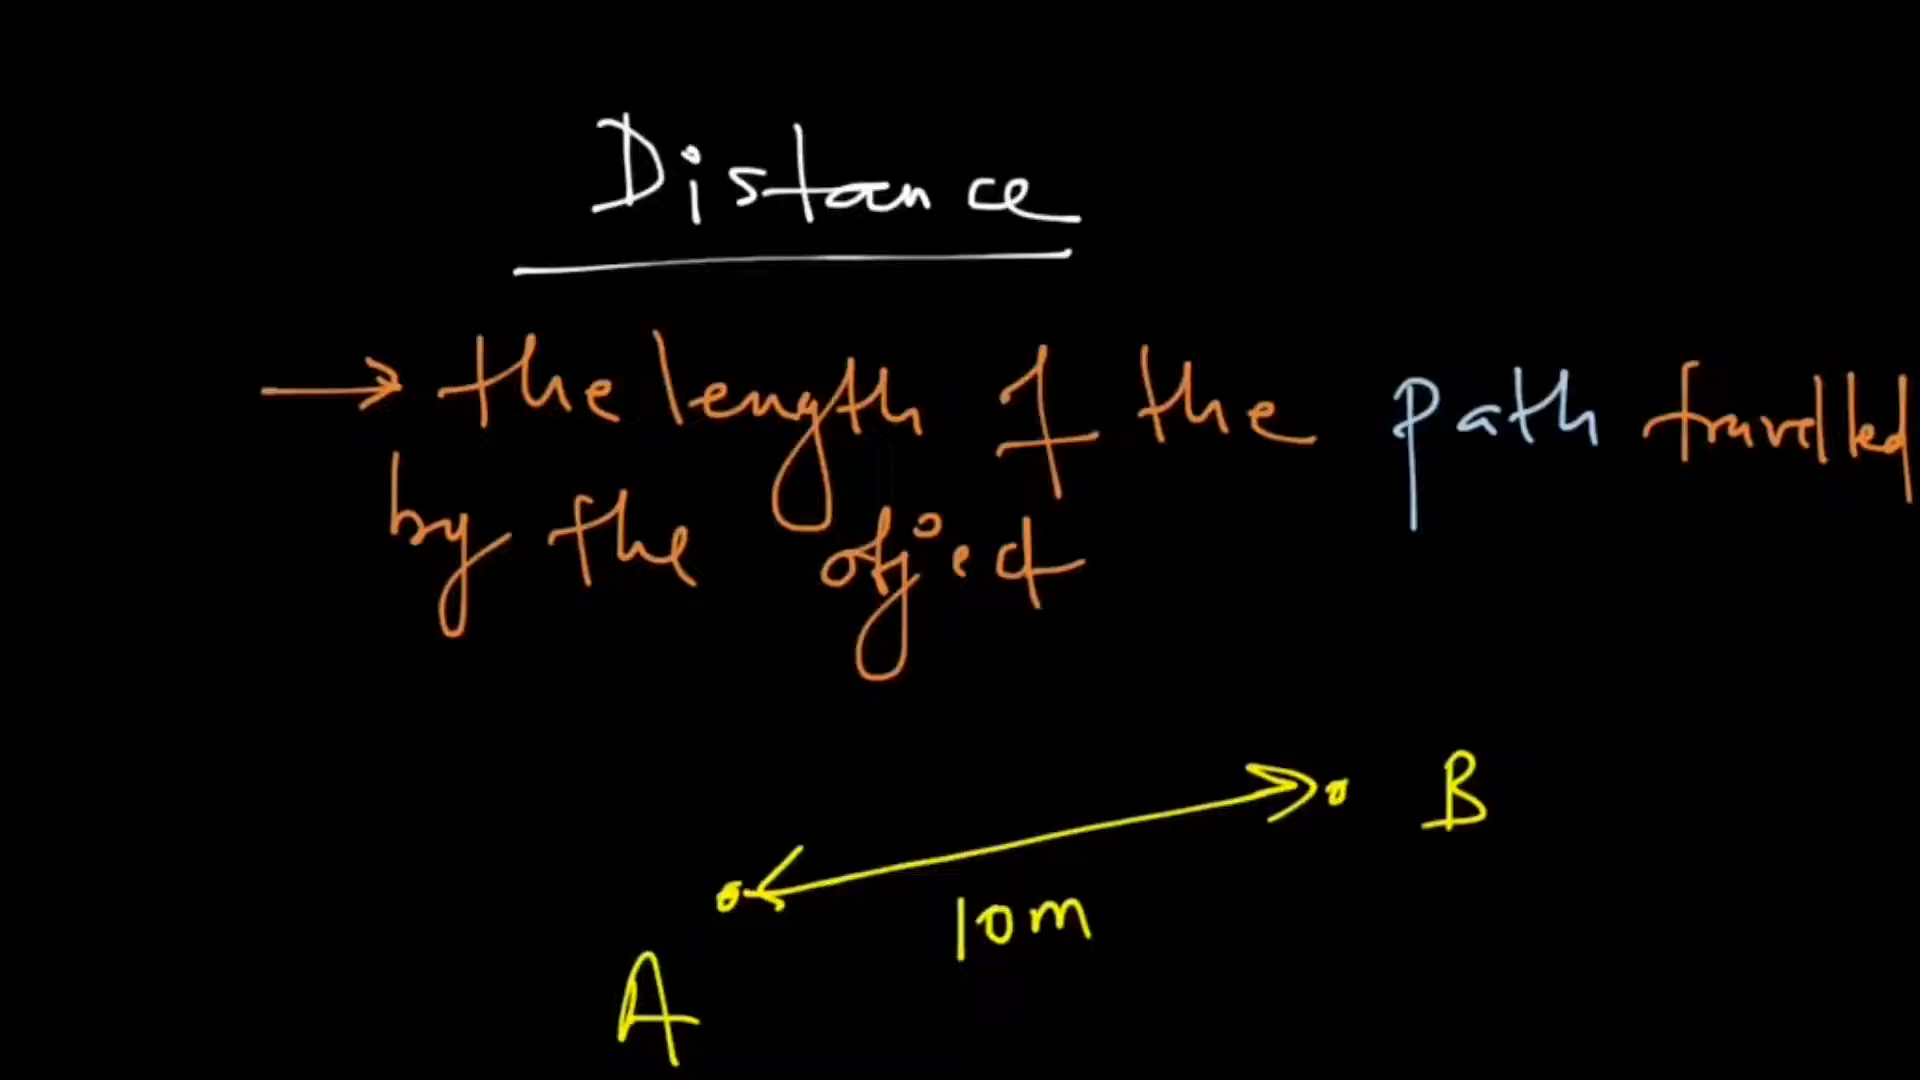 Distance
→ the length of the path travelled
by the object
B
10m
A